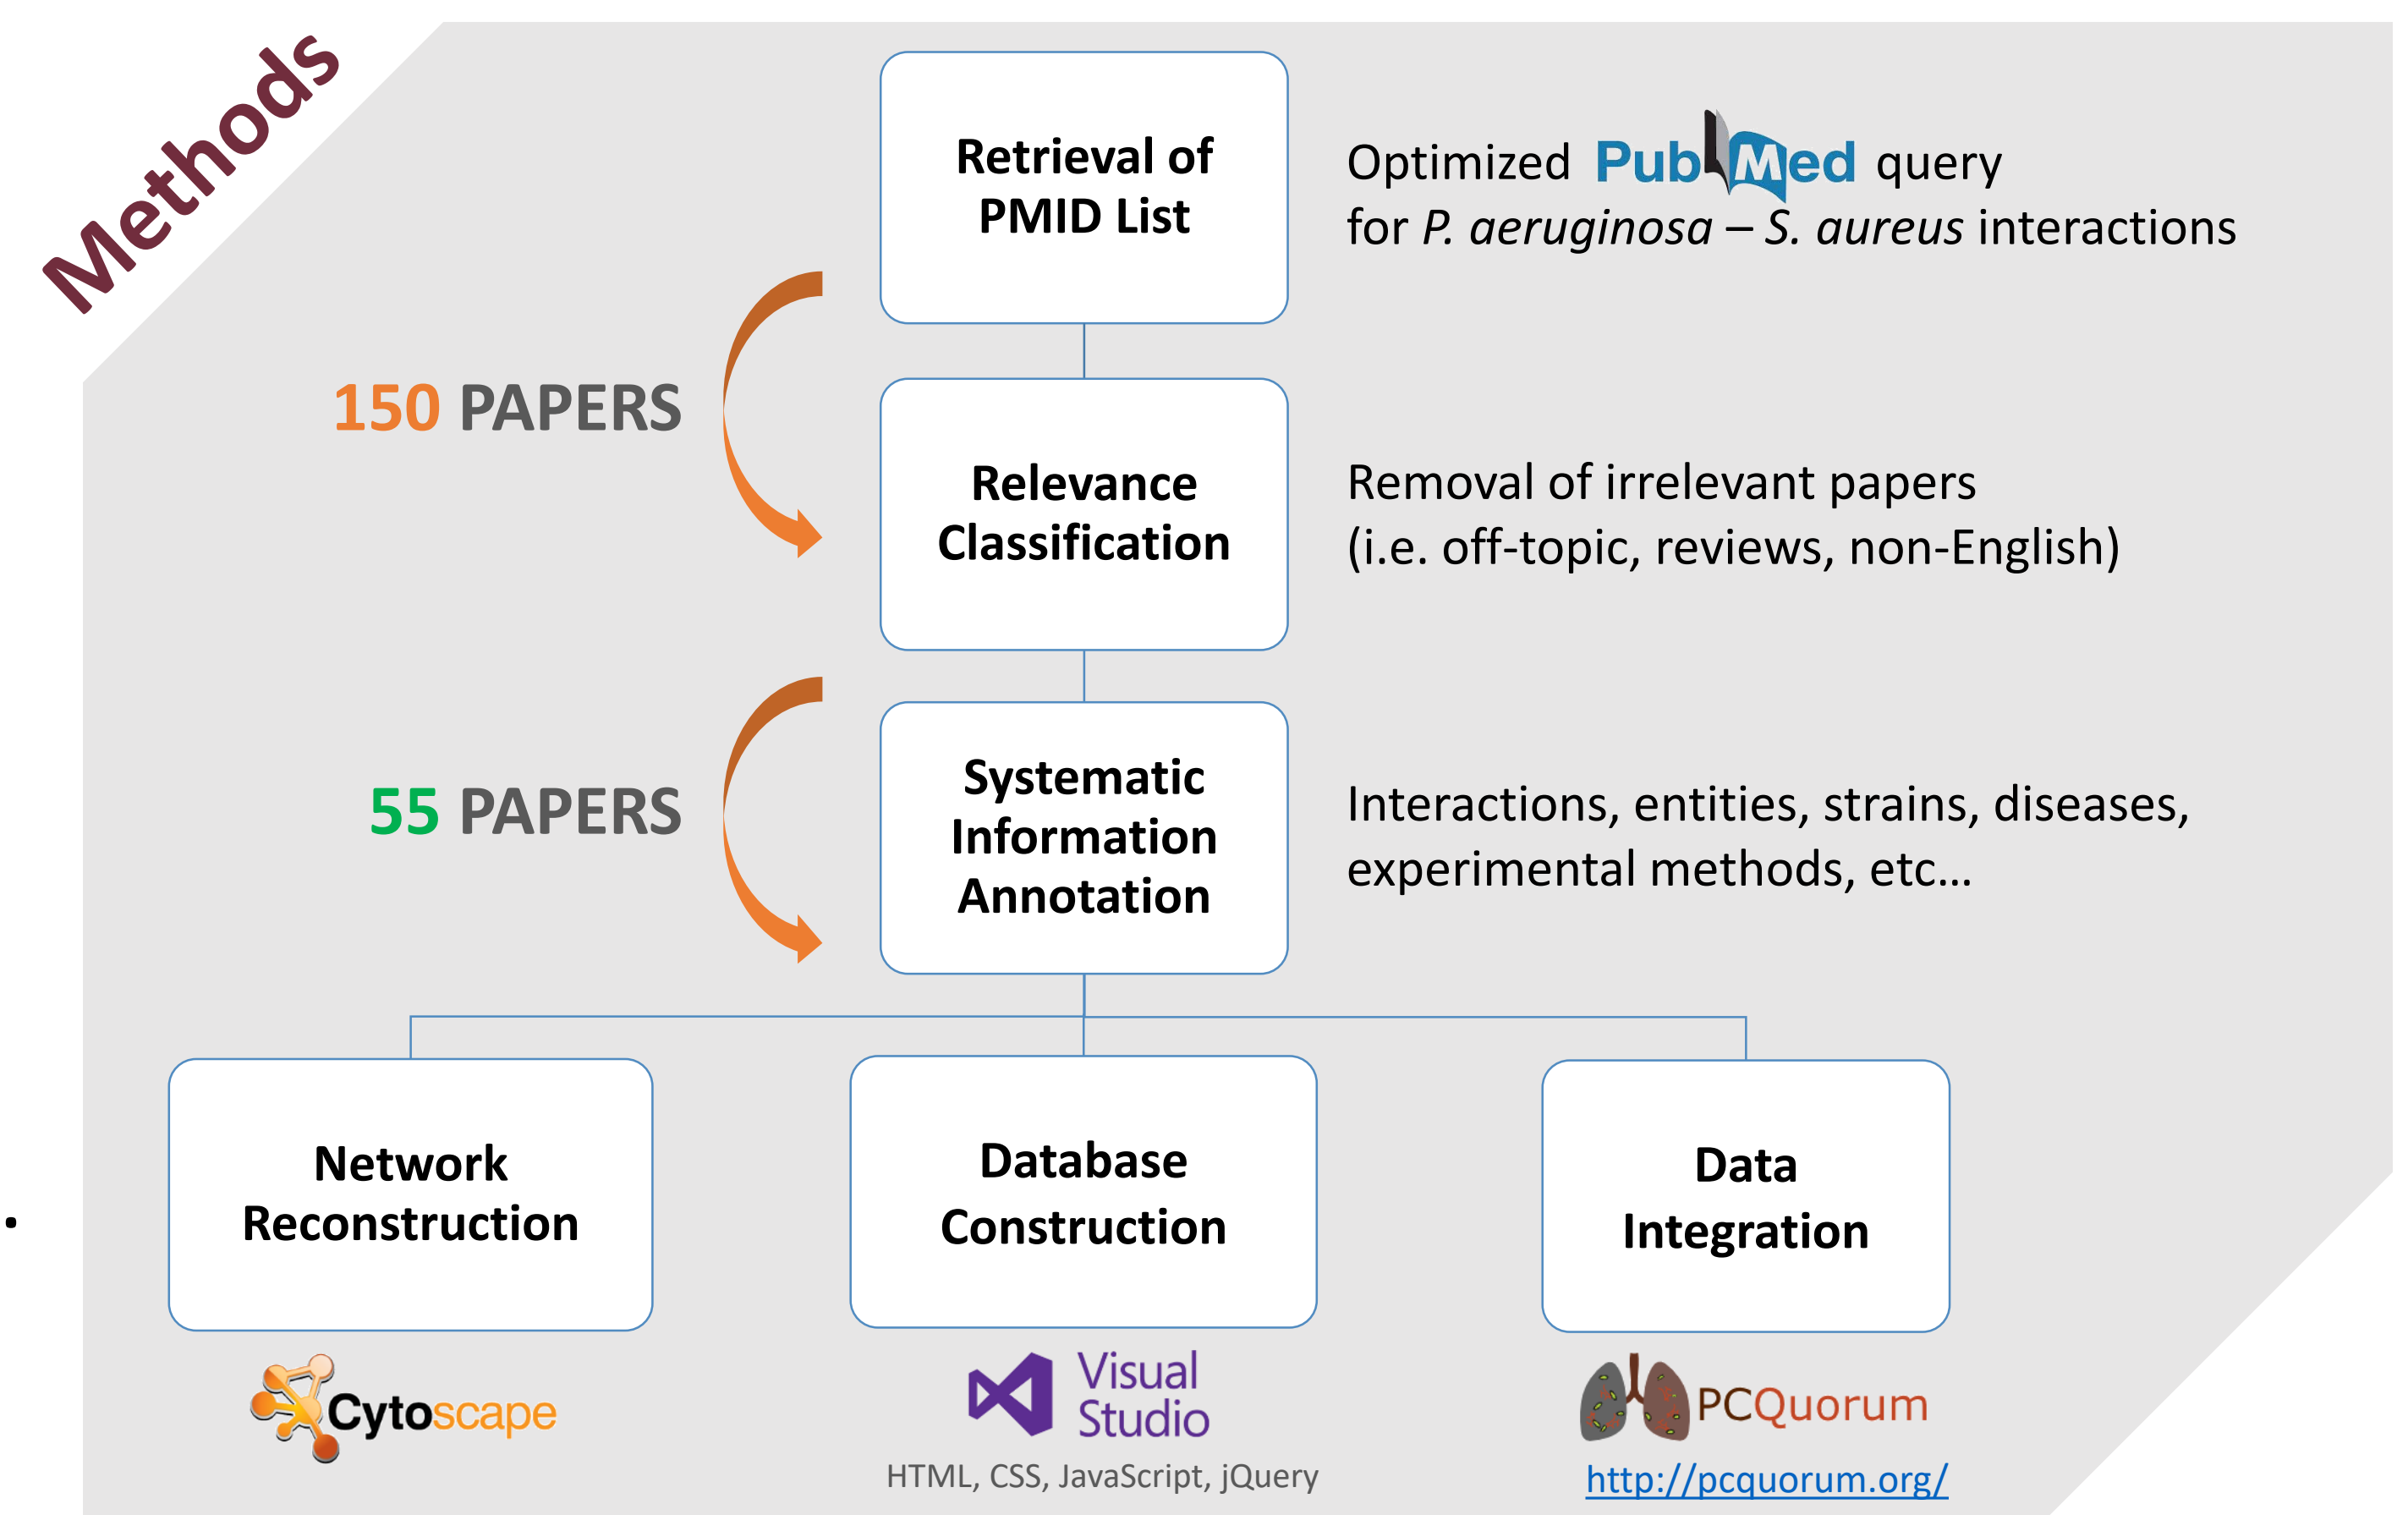 Methods
Retrieval of
PMID List
Optimized PubMed query
for P. aeruginosa – S. aureus interactions
150 PAPERS
Relevance
Classification
Removal of irrelevant papers
(i.e. off-topic, reviews, non-English)
55 PAPERS
Systematic
Information
Annotation
Interactions, entities, strains, diseases,
experimental methods, etc…
Network
Reconstruction
Database
Construction
Data
Integration
.
Cytoscape
Visual
Studio
HTML, CSS, JavaScript, jQuery
PCQuorum
http://pcquorum.org/